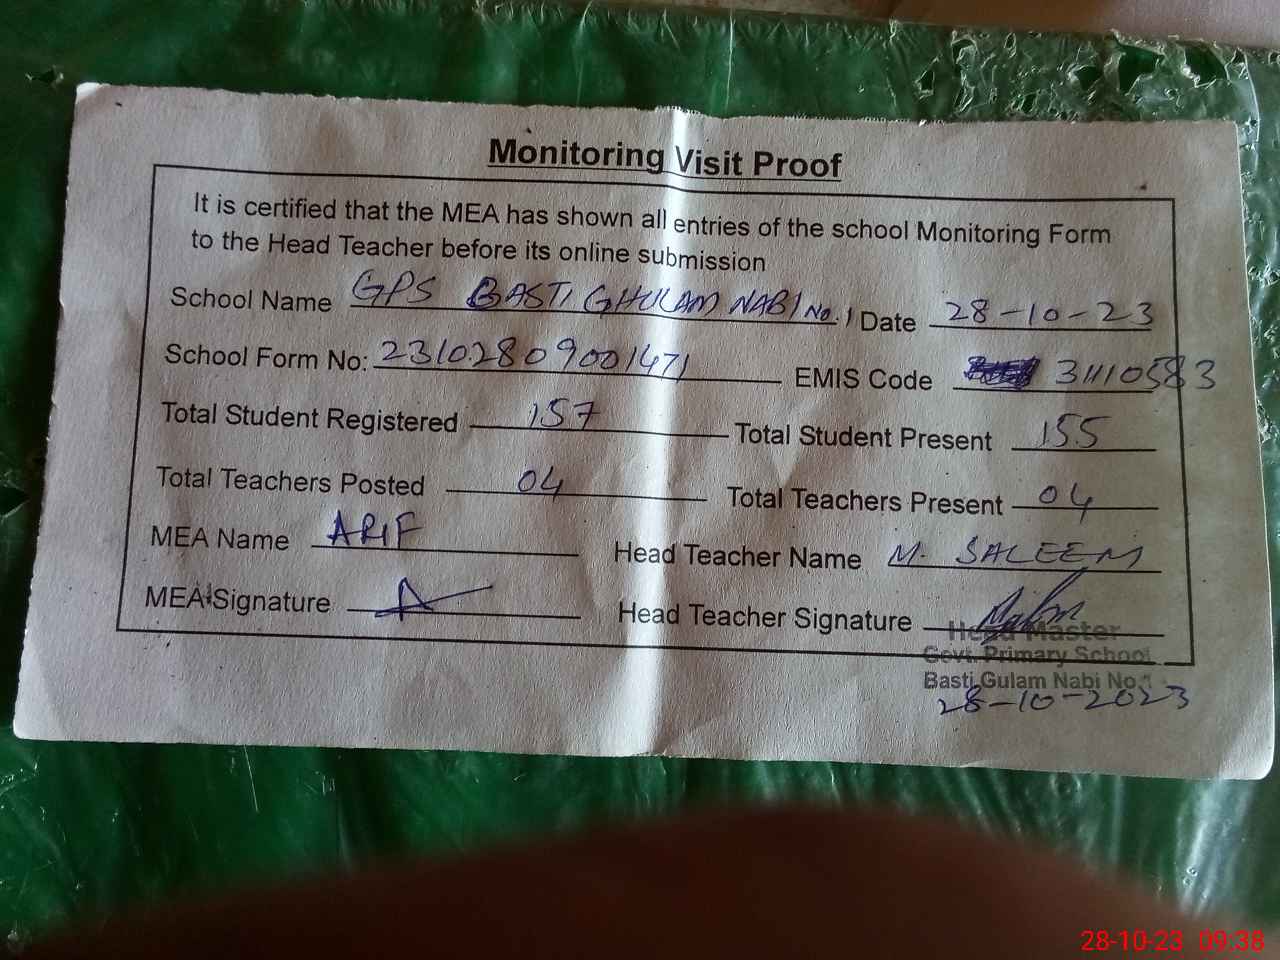 Monitoring Visit Proof
It is certified that the MEA has shown all entries of the school Monitoring Form
to the Head Teacher before its online submission
School Name GPS BASTI GHULAM NABI No. 1 Date 28-10-23
School Form No: 23102809001471 EMIS Code 31110583
Total Student Registered 157 Total Student Present 155
Total Teachers Posted 04 Total Teachers Present 04
MEA Name ARIF Head Teacher Name M. SALEEM
MEA Signature Head Teacher Signature
Head Master
Govt. Primary School
Basti Gulam Nabi No.1
28-10-2023
28-10-23 09:38